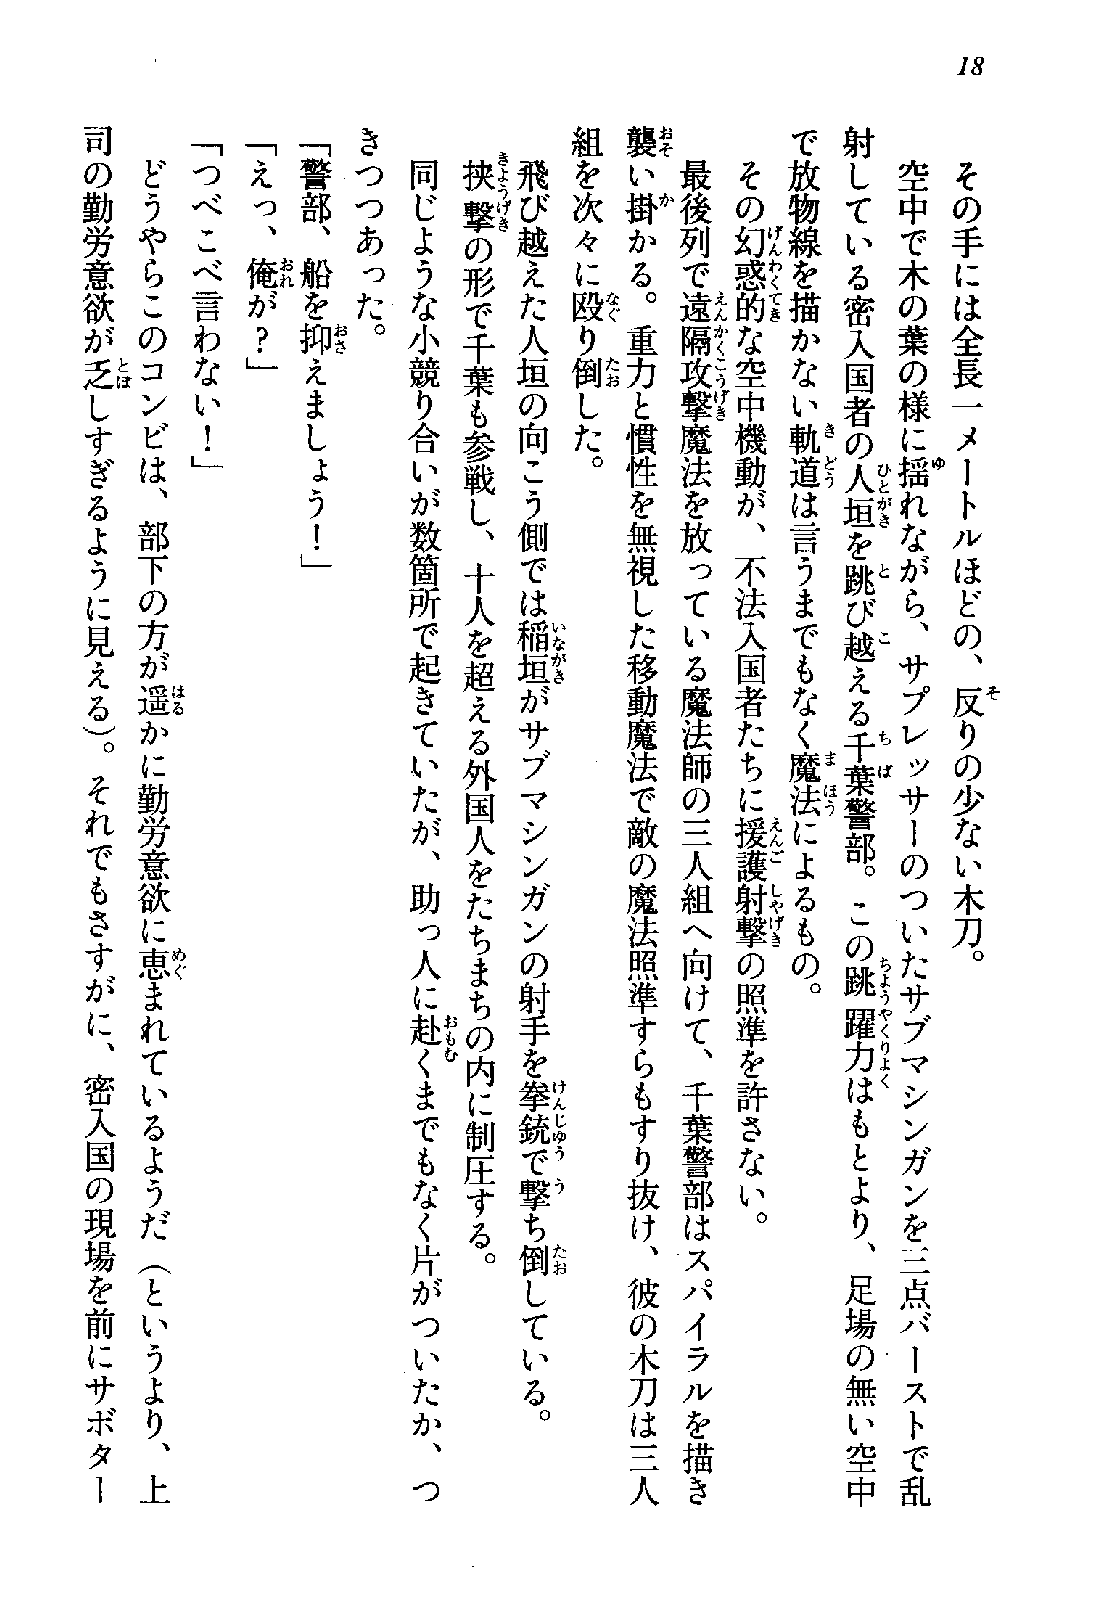 18
その手には全長一メートルほどの、反りの少ない木刀。
空中で木の葉の様に揺れながら、サプレッサーのついたサブマシンガンを三点バーストで乱
射している密入国者の人垣を跳び越える千葉警部。この跳躍力はもとより、足場の無い空中
で放物線を描かない軌道は言うまでもなく魔法によるもの。
その幻惑的な空中機動が、不法入国者たちに援護射撃の照準を許さない。
最後列で遠隔攻撃魔法を放っている魔法師の三人組へ向けて、千葉警部はスパイラルを描き
襲い掛かる。重力と慣性を無視した移動魔法で敵の魔法照準すらもすり抜け、彼の木刀は三人
組を次々に殴り倒した。
飛び越えた人垣の向こう側では稲垣がサブマシンガンの射手を拳銃で撃ち倒している。
挟撃の形で千葉も参戦し、十人を超える外国人をたちまちの内に制圧する。
同じような小競り合いが数箇所で起きていたが、助っ人に赴くまでもなく片がついたか、つ
きつつあった。
「警部、船を抑えましょう！」
「えっ、俺が？」
「つべこべ言わない！」
どうやらこのコンビは、部下の方が遥かに勤労意欲に恵まれているようだ（というより、上
司の勤労意欲が乏しすぎるように見える）。それでもさすがに、密入国の現場を前にサボター